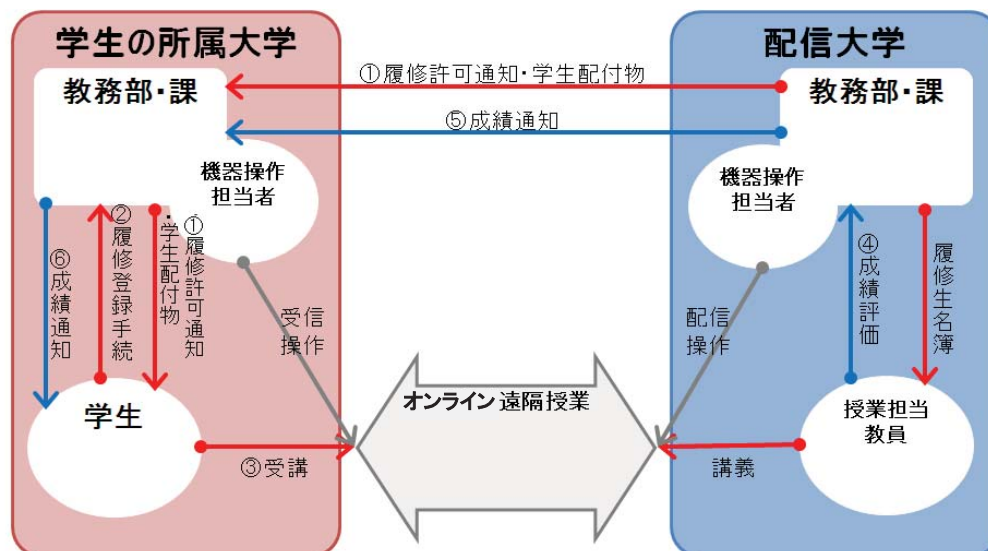 学生の所属大学
配信大学
教務部・課
①履修許可通知・学生配付物
教務部・課
⑤成績通知
機器操作
担当者
機器操作
担当者
⑥成績通知
②履修登録手続
①履修許可通知
・学生配付物
④成績評価
履修生名簿
受信
操作
配信
操作
オンライン遠隔授業
学生
授業担当
教員
③受講
講義